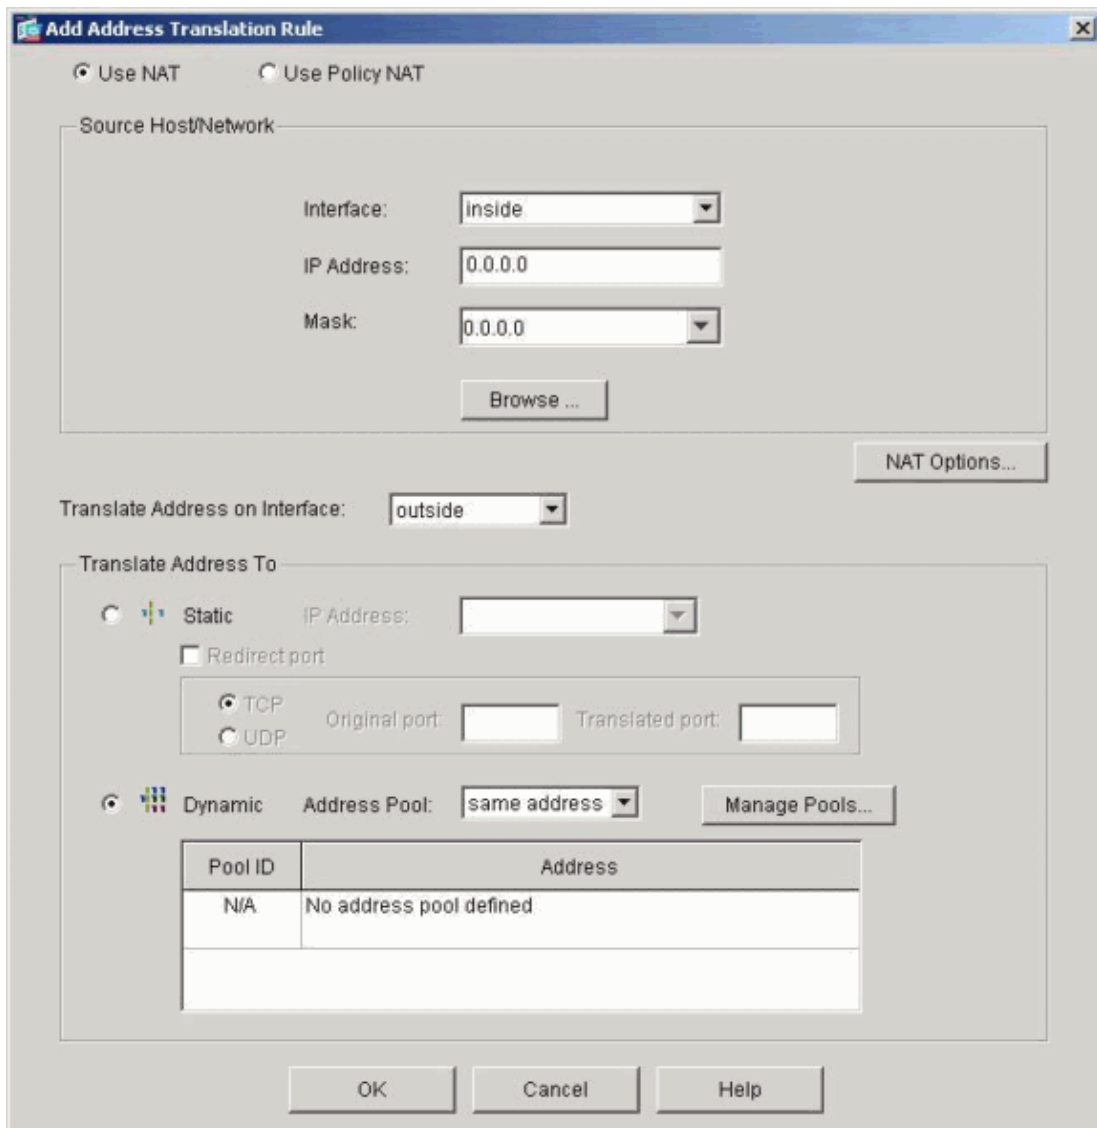 Add Address Translation Rule
Use NAT Use Policy NAT
Source Host/Network
Interface: inside
IP Address: 0.0.0.0
Mask: 0.0.0.0
Browse ...
NAT Options...
Translate Address on Interface: outside
Translate Address To
Static IP Address:
Redirect port
TCP
Original port: Translated port:
UDP
Dynamic Address Pool: same address Manage Pools...
Pool ID Address
N/A No address pool defined
OK Cancel Help